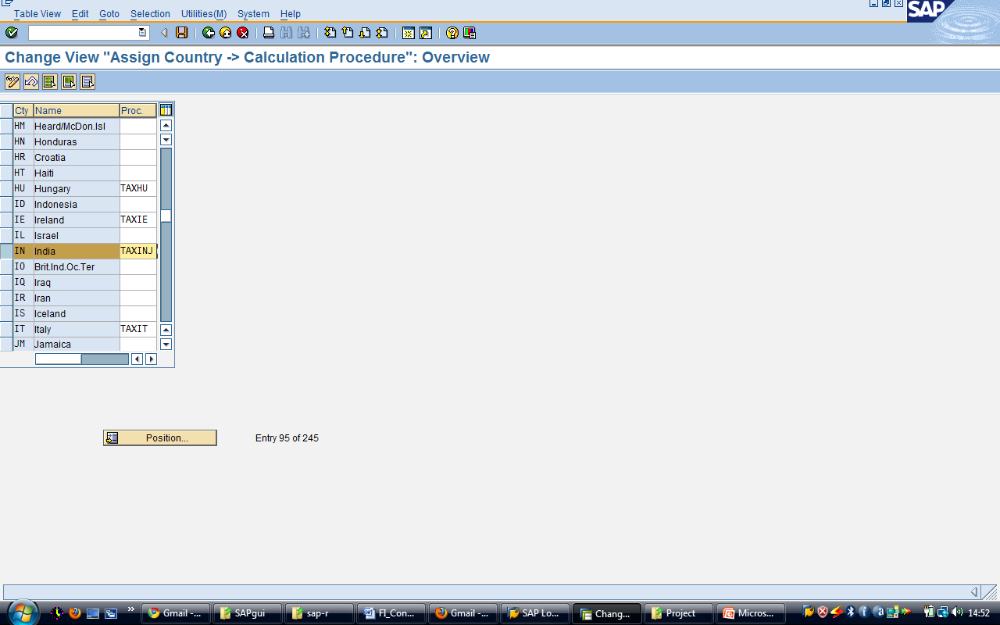 Table View Edit Goto Selection Utilities(M) System Help
SAP
Change View "Assign Country -> Calculation Procedure": Overview
Cty Name Proc.
HM Heard/McDon.Isl
HN Honduras
HR Croatia
HT Haiti
HU Hungary TAXHU
ID Indonesia
IE Ireland TAXIE
IL Israel
IN India TAXINJ
IO Brit.Ind.Oc.Ter
IQ Iraq
IR Iran
IS Iceland
IT Italy TAXIT
JM Jamaica
Position... Entry 95 of 245
Gmail -... SAPgui sap-r FI_Con... Gmail -... SAP Lo... Chang... Project Micros... 14:52